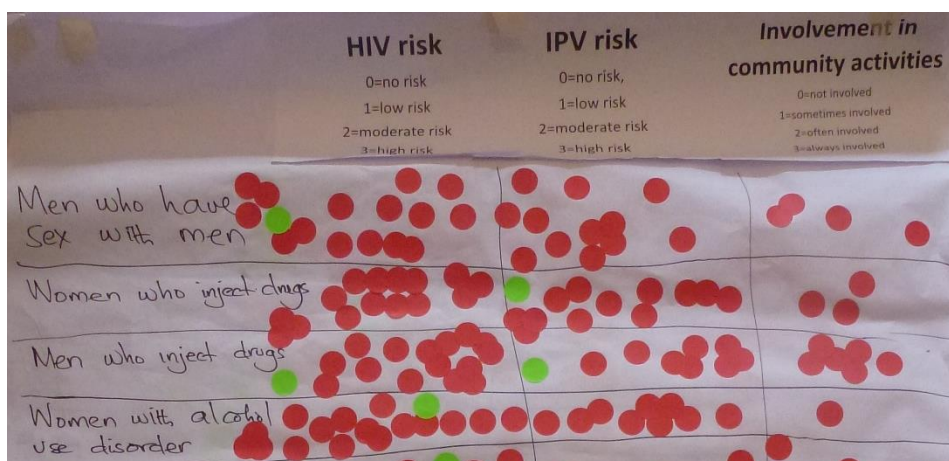 HIV risk
0=no risk
1=low risk
2=moderate risk
3=high risk
IPV risk
0=no risk,
1=low risk
2=moderate risk
3=high risk
Involvement in
community activities
0=not involved
1=sometimes involved
2=often involved
3=always involved
Men who have
sex with men
Women who inject drugs
Men who inject drugs
Women with alcohol
use disorder